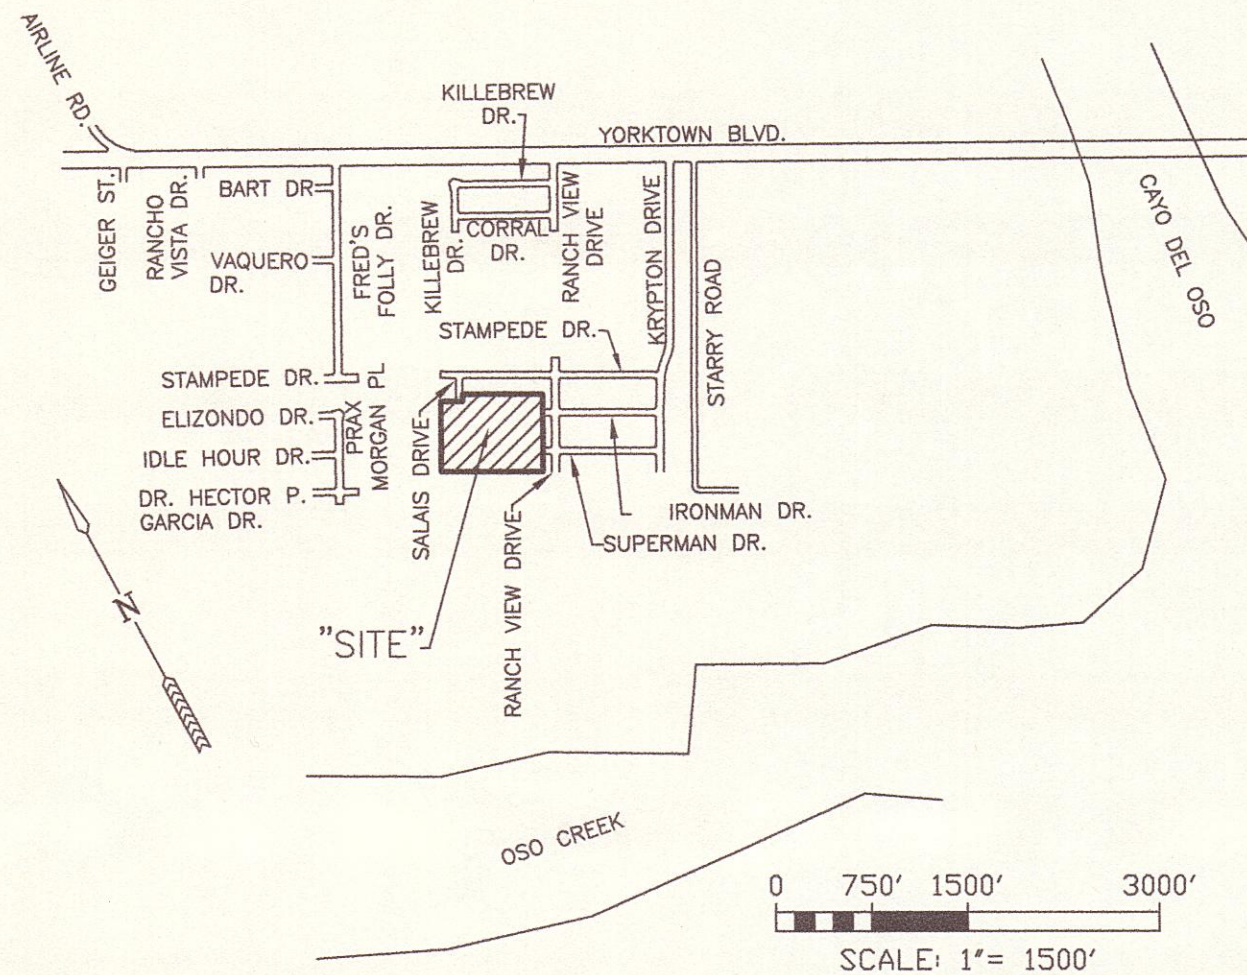 AIRLINE RD.
KILLEBREW
DR.
YORKTOWN BLVD.
GEIGER ST.
RANCHO
VISTA DR.
BART DR
VAQUERO
DR.
FRED'S
FOLLY DR.
KILLEBREW
DR.
CORRAL
DR.
RANCH VIEW
DRIVE
KRYPTON DRIVE
STARRY ROAD
CAYO DEL OSO
STAMPEDE DR.
STAMPEDE DR.
ELIZONDO DR.
IDLE HOUR DR.
DR. HECTOR P.
GARCIA DR.
PRAX
MORGAN PL
SALAIS DRIVE
RANCH VIEW DRIVE
IRONMAN DR.
SUPERMAN DR.
N
"SITE"
OSO CREEK
0 750' 1500' 3000'
SCALE: 1"= 1500'